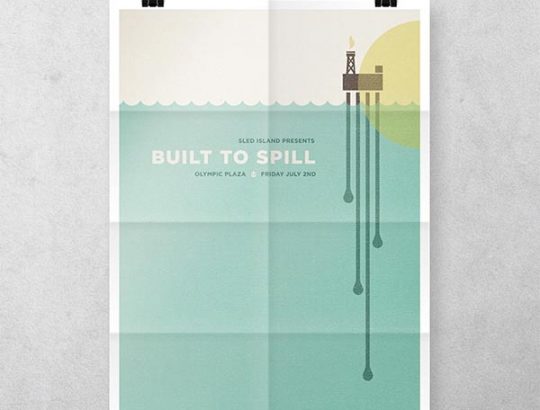 SLED ISLAND PRESENTS
BUILT TO SPILL
OLYMPIC PLAZA FRIDAY JULY 2ND